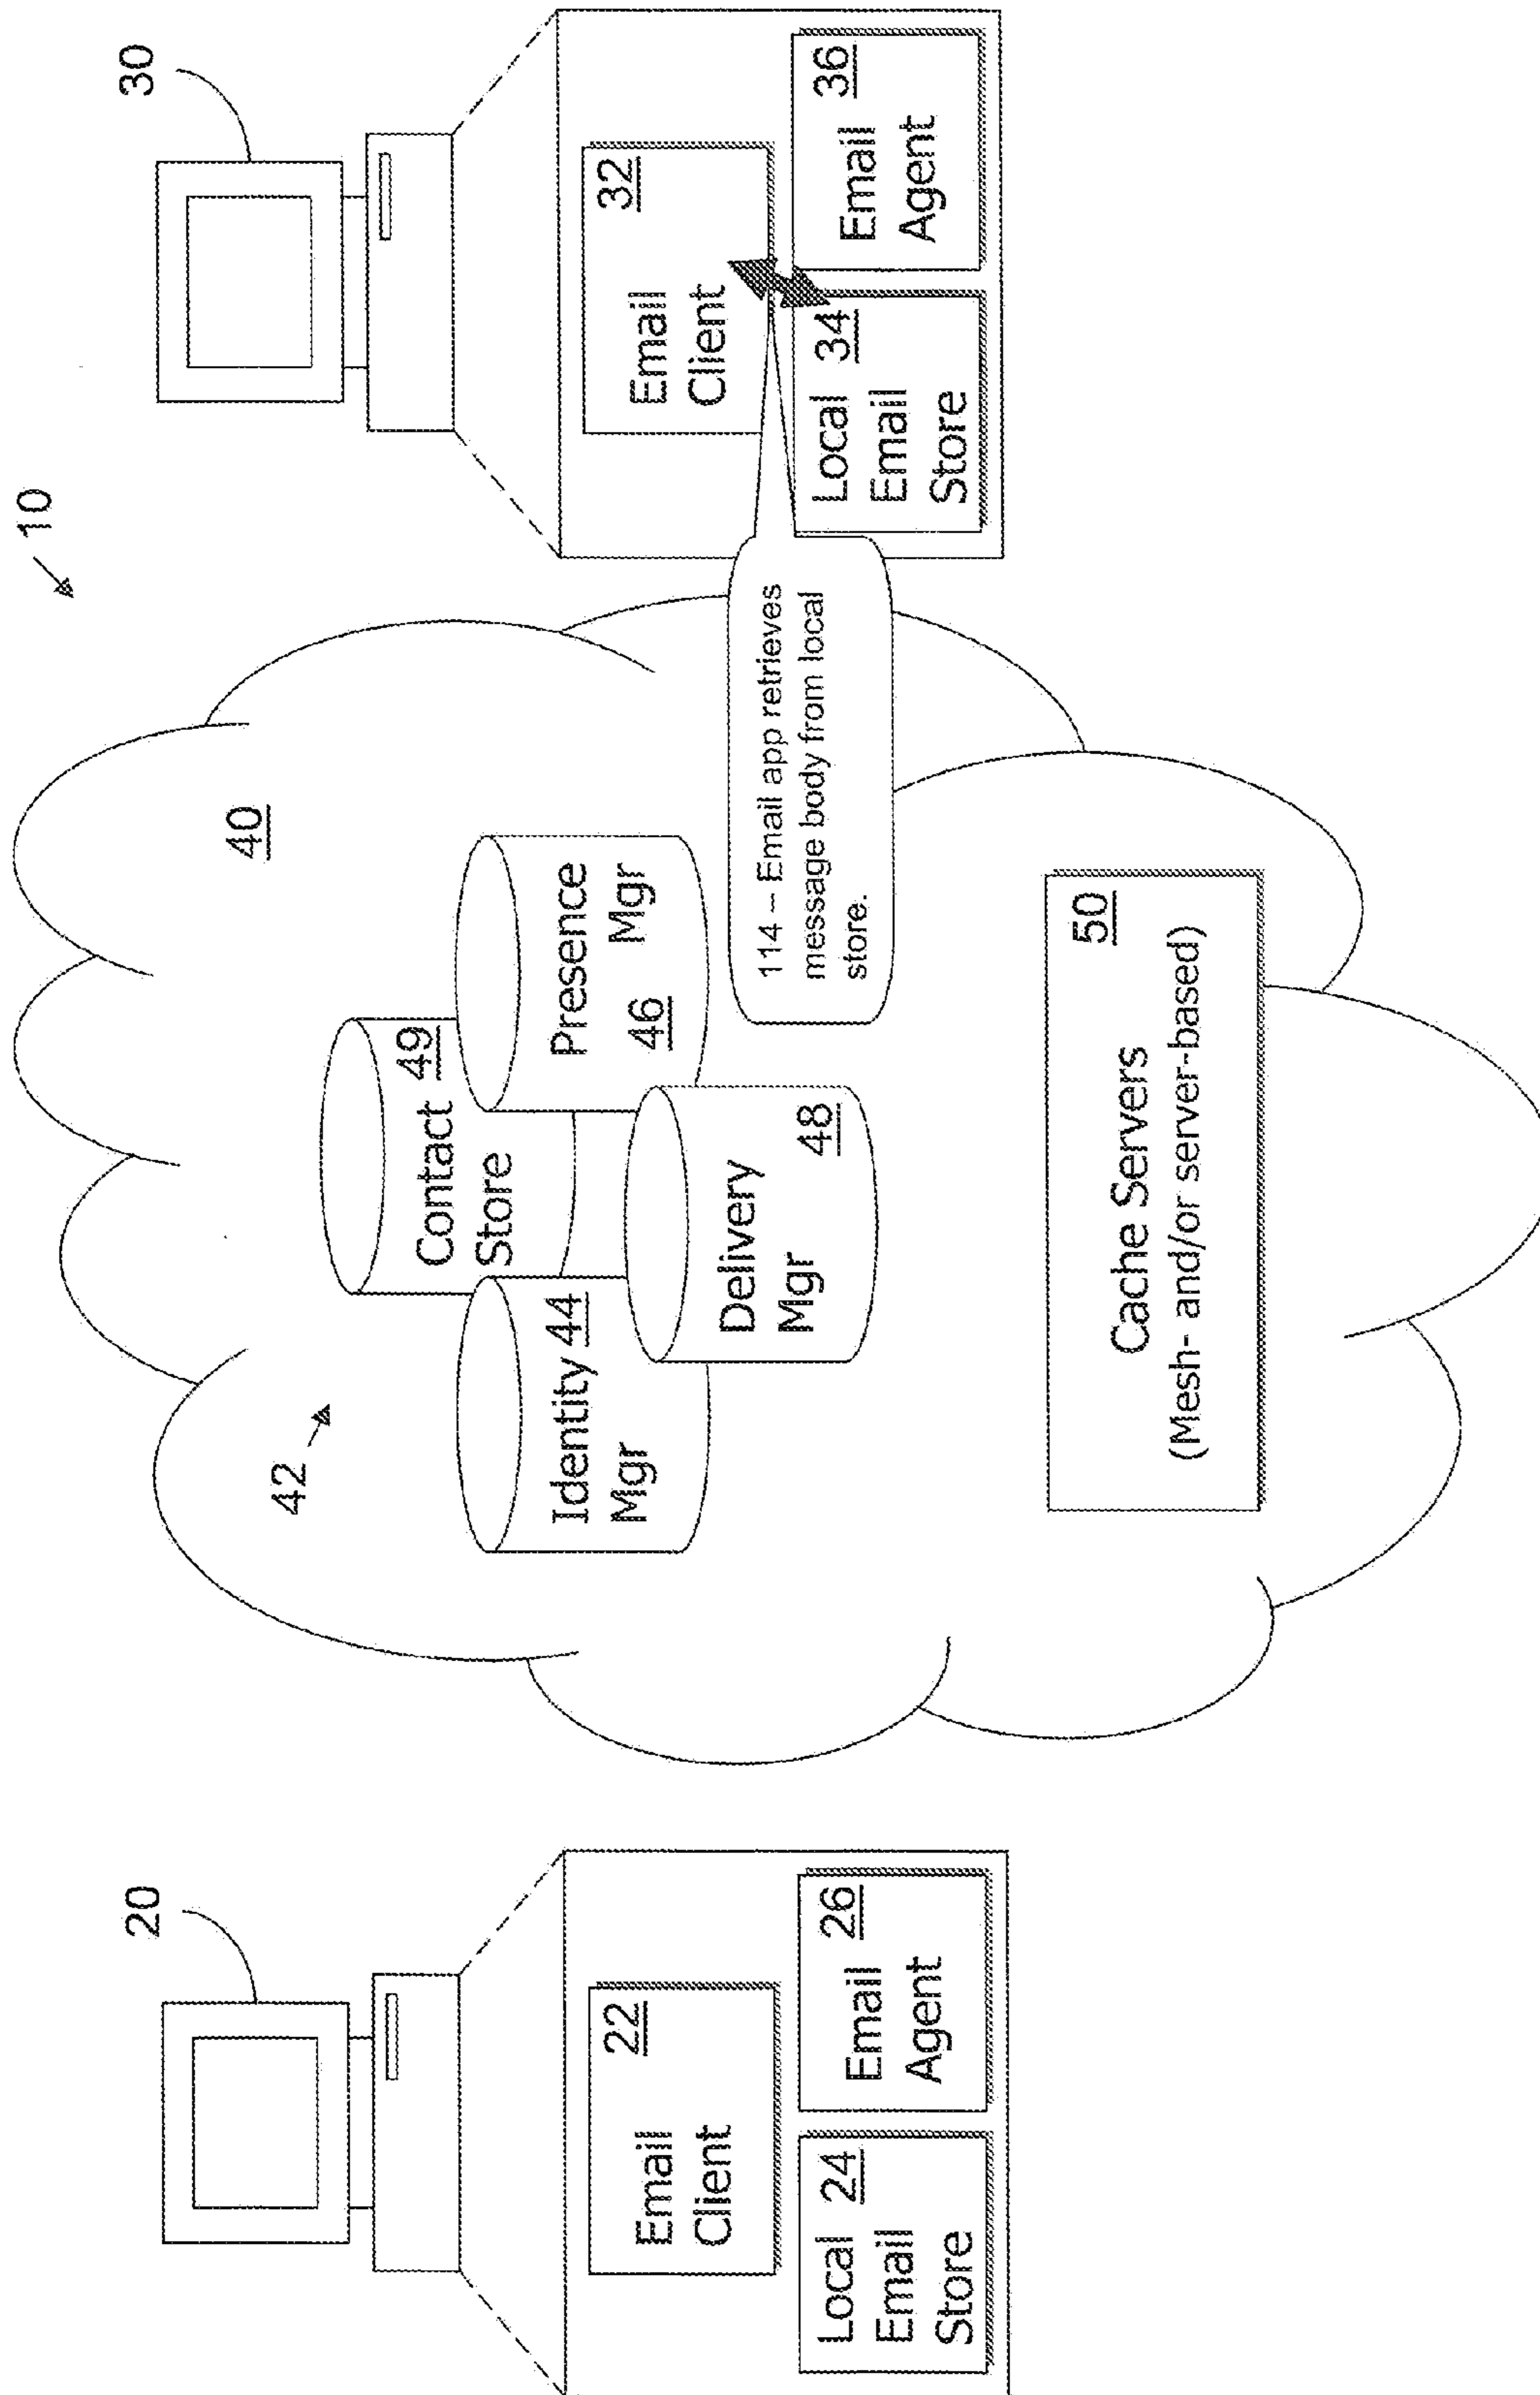 10
20
Email
22
Client
Local
24
Email
Store
Email
26
Agent
42
40
Contact
49
Store
Identity 44
Mgr
Presence
46 Mgr
Delivery
Mgr 48
114 – Email app retrieves
message body from local
store.
Cache Servers
50
(Mesh- and/or server-based)
30
Email
32
Client
Local 34
Email
Store
Email
36
Agent